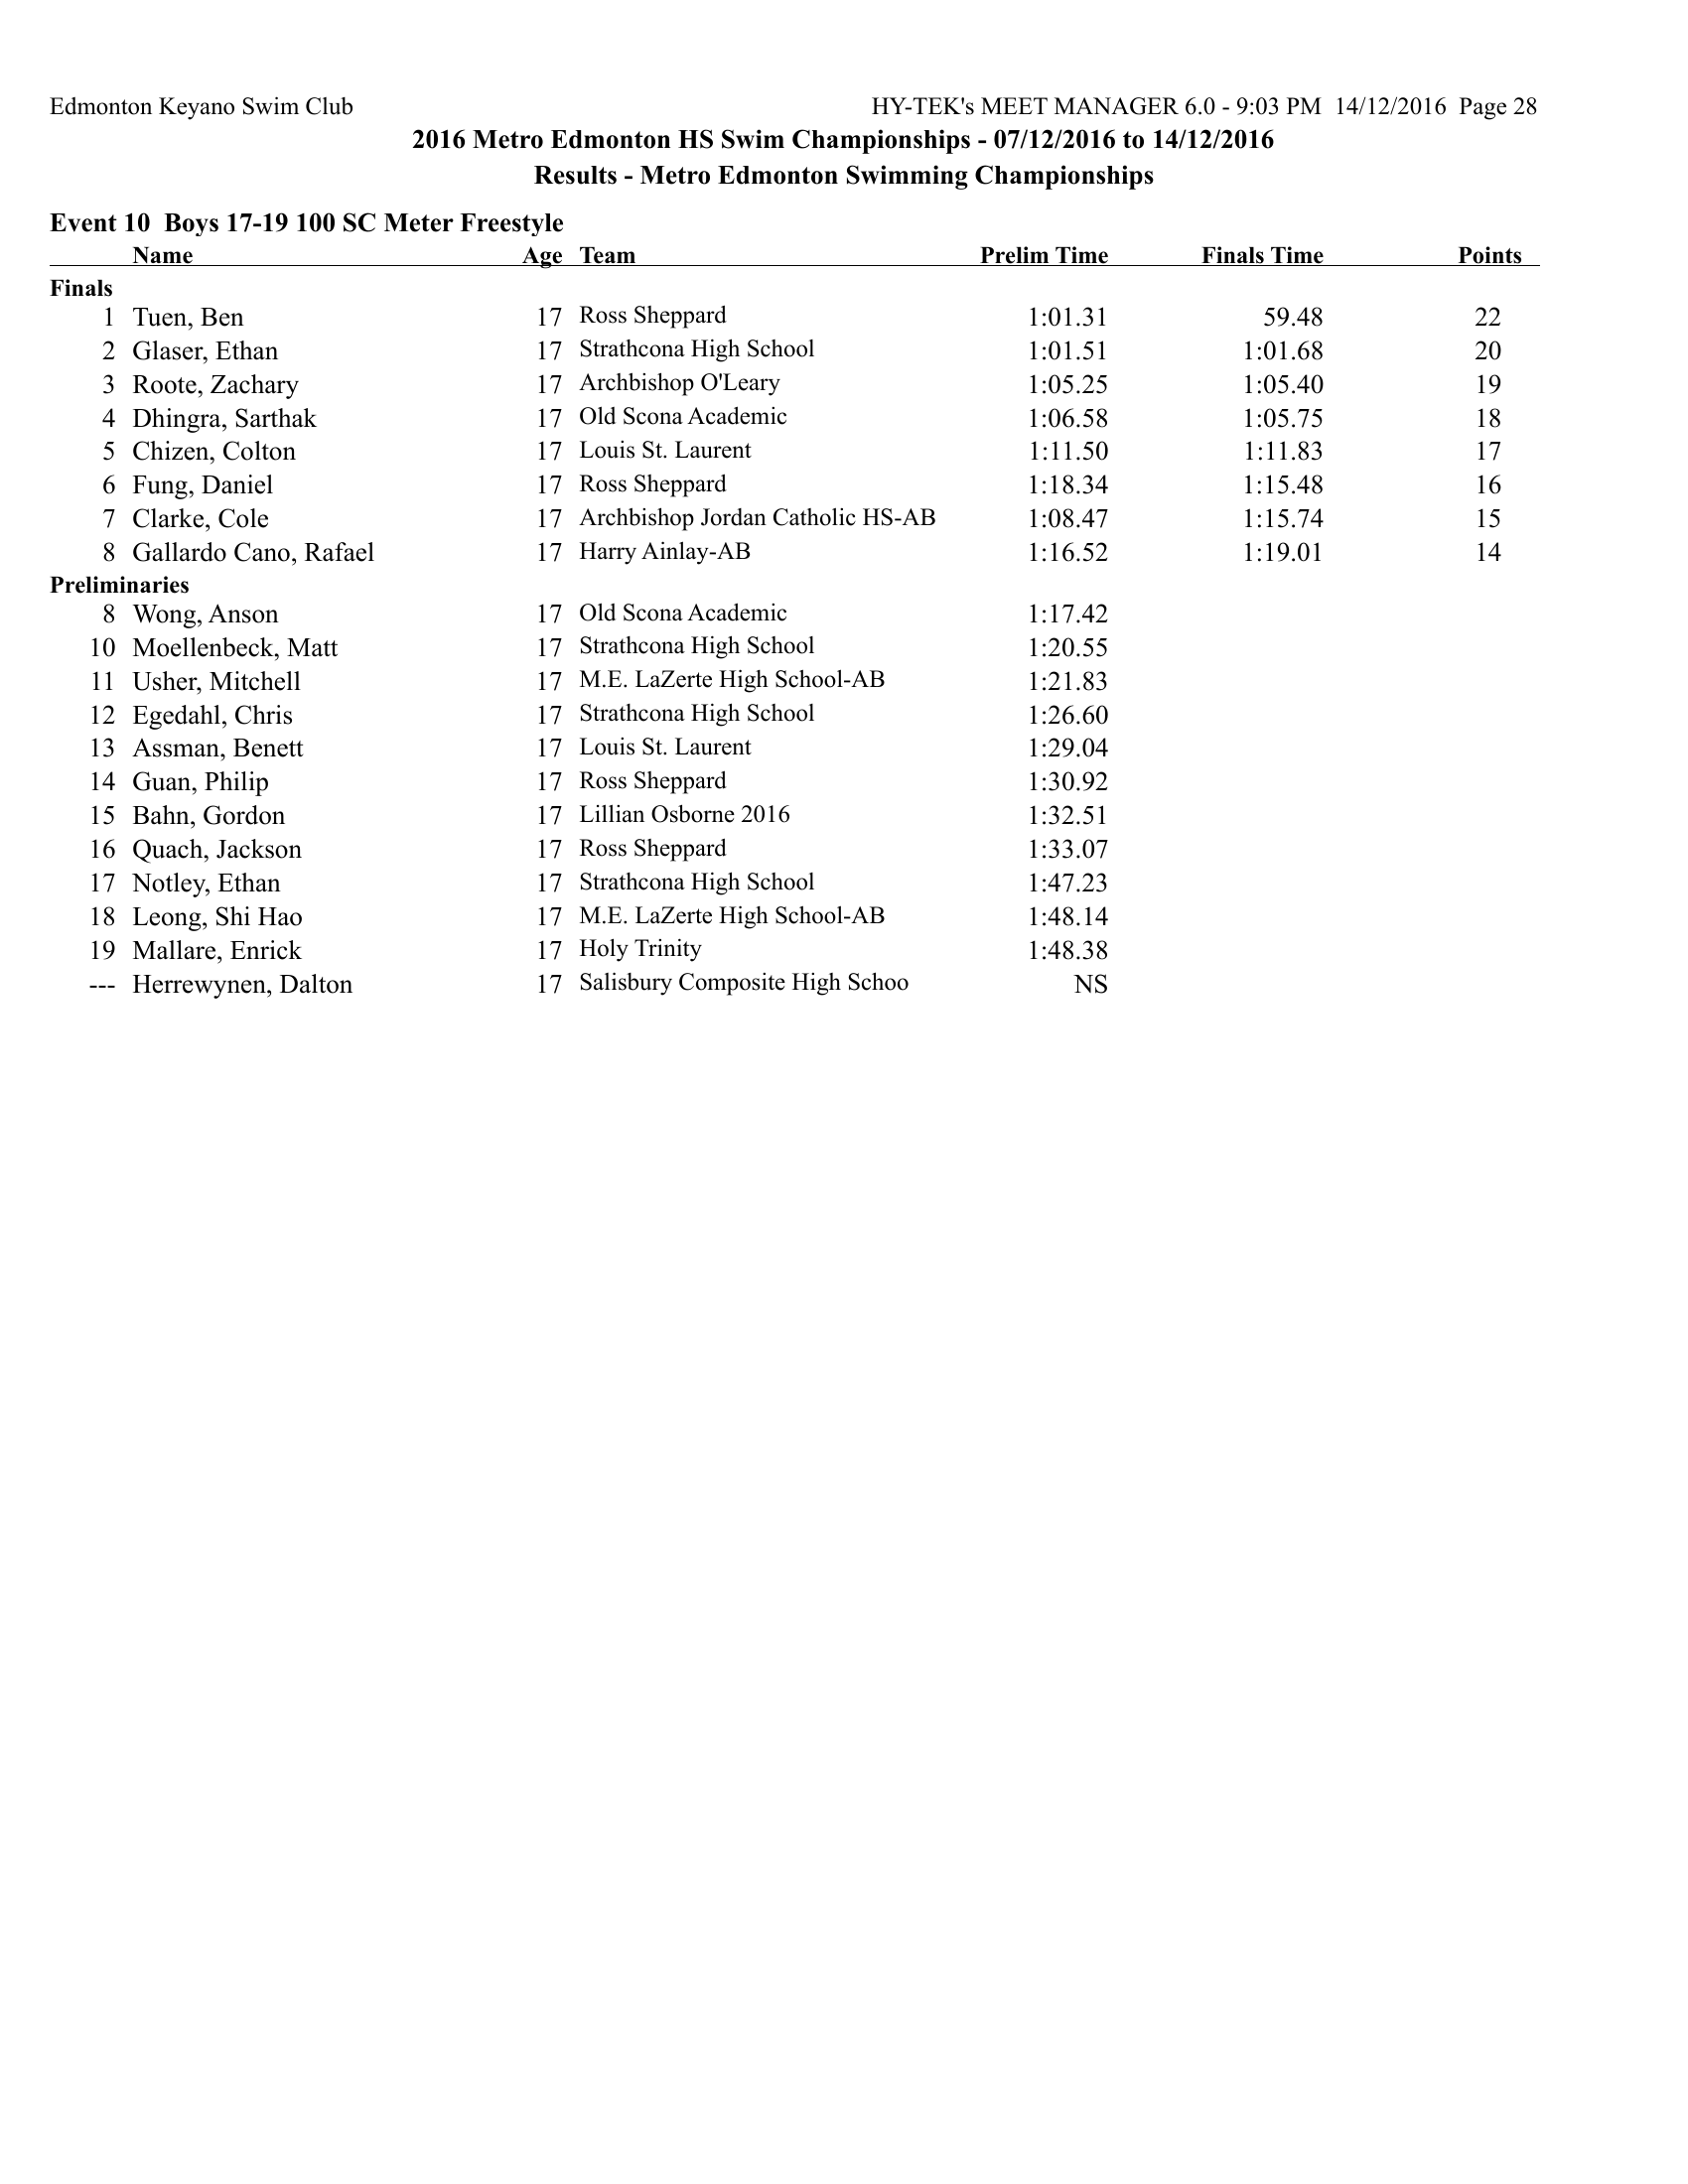 Edmonton Keyano Swim Club HY-TEK's MEET MANAGER 6.0 - 9:03 PM 14/12/2016 Page 28
2016 Metro Edmonton HS Swim Championships - 07/12/2016 to 14/12/2016
Results - Metro Edmonton Swimming Championships
Event 10 Boys 17-19 100 SC Meter Freestyle
Name Age Team Prelim Time Finals Time Points
Finals
1 Tuen, Ben 17 Ross Sheppard 1:01.31 59.48 22
2 Glaser, Ethan 17 Strathcona High School 1:01.51 1:01.68 20
3 Roote, Zachary 17 Archbishop O'Leary 1:05.25 1:05.40 19
4 Dhingra, Sarthak 17 Old Scona Academic 1:06.58 1:05.75 18
5 Chizen, Colton 17 Louis St. Laurent 1:11.50 1:11.83 17
6 Fung, Daniel 17 Ross Sheppard 1:18.34 1:15.48 16
7 Clarke, Cole 17 Archbishop Jordan Catholic HS-AB 1:08.47 1:15.74 15
8 Gallardo Cano, Rafael 17 Harry Ainlay-AB 1:16.52 1:19.01 14
Preliminaries
8 Wong, Anson 17 Old Scona Academic 1:17.42
10 Moellenbeck, Matt 17 Strathcona High School 1:20.55
11 Usher, Mitchell 17 M.E. LaZerte High School-AB 1:21.83
12 Egedahl, Chris 17 Strathcona High School 1:26.60
13 Assman, Benett 17 Louis St. Laurent 1:29.04
14 Guan, Philip 17 Ross Sheppard 1:30.92
15 Bahn, Gordon 17 Lillian Osborne 2016 1:32.51
16 Quach, Jackson 17 Ross Sheppard 1:33.07
17 Notley, Ethan 17 Strathcona High School 1:47.23
18 Leong, Shi Hao 17 M.E. LaZerte High School-AB 1:48.14
19 Mallare, Enrick 17 Holy Trinity 1:48.38
--- Herrewynen, Dalton 17 Salisbury Composite High Schoo NS